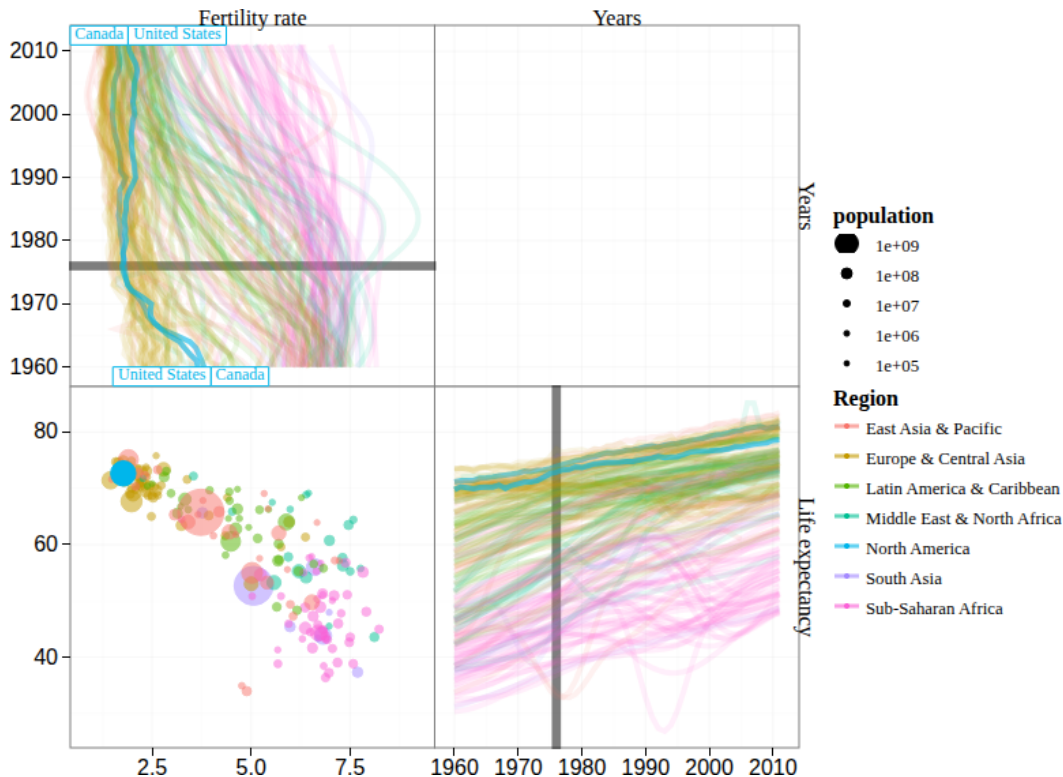 Fertility rate
Years
Canada
United States
2010
2000
1990
1980
1970
1960
United States
Canada
Years
80
60
40
Life expectancy
2.5
5.0
7.5
1960
1970
1980
1990
2000
2010
population
1e+09
1e+08
1e+07
1e+06
1e+05
Region
East Asia & Pacific
Europe & Central Asia
Latin America & Caribbean
Middle East & North Africa
North America
South Asia
Sub-Saharan Africa